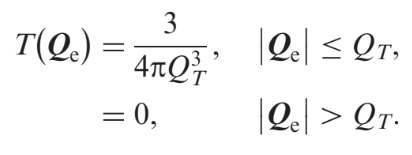 T(Q_e) = 3/(4πQ_T^3), |Q_e| ≤ Q_T,
= 0, |Q_e| > Q_T.